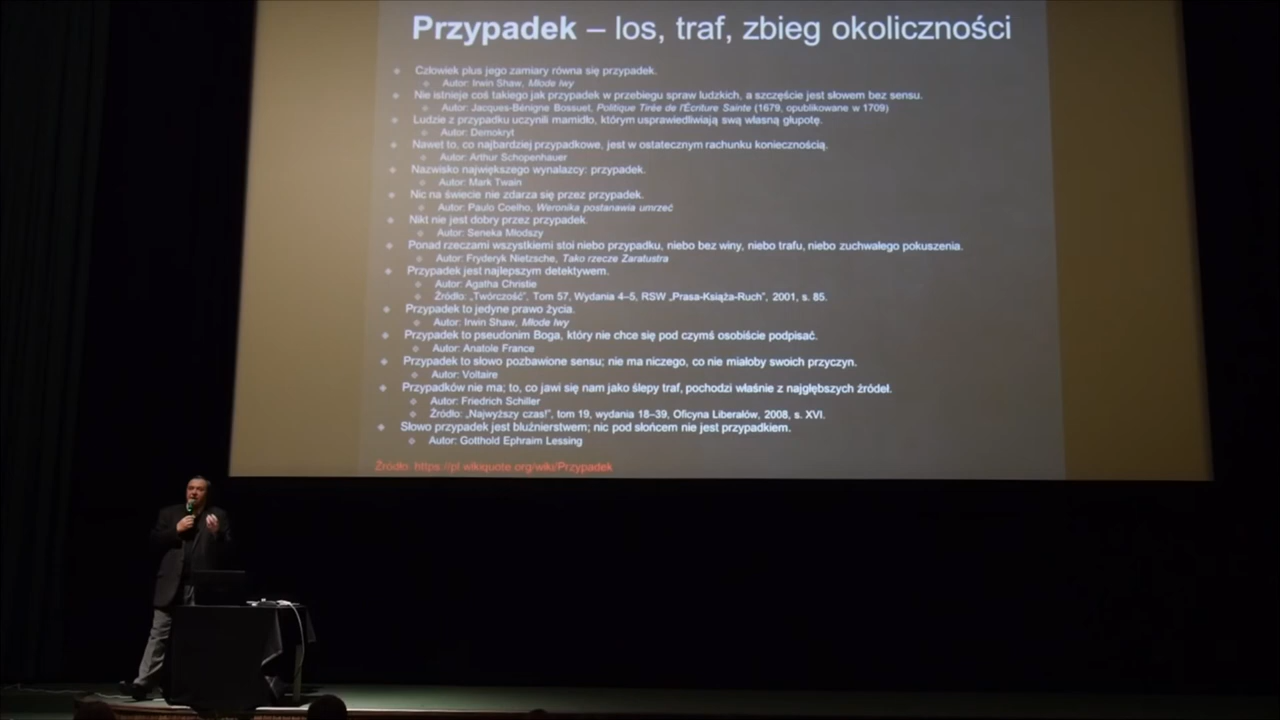 Przypadek – los, traf, zbieg okoliczności
Człowiek plus jego zamiary równa się przypadek.
Autor: Irwin Shaw, Młode lwy
Nie istnieje coś takiego jak przypadek w przebiegu spraw ludzkich, a szczęście jest słowem bez sensu.
Autor: Jacques-Bénigne Bossuet, Politique Tirée de l'Écriture Sainte (1679, opublikowane w 1709)
Ludzie z przypadku uczynili mamidło, którym usprawiedliwiają swą własną głupotę.
Autor: Demokryt
Nawet to, co najbardziej przypadkowe, jest w ostatecznym rachunku koniecznością.
Autor: Arthur Schopenhauer
Nazwisko największego wynalazcy: przypadek.
Autor: Mark Twain
Nic na świecie nie zdarza się przez przypadek.
Autor: Paulo Coelho, Weronika postanawia umrzeć
Nikt nie jest dobry przez przypadek.
Autor: Seneka Młodszy
Ponad rzeczami wszystkiemi stoi niebo przypadku, niebo bez winy, niebo trafu, niebo zuchwałego pokuszenia.
Autor: Fryderyk Nietzsche, Tako rzecze Zaratustra
Przypadek jest najlepszym detektywem.
Autor: Agatha Christie
Źródło: „Twórczość”, Tom 57, Wydania 4–5, RSW „Prasa-Książa-Ruch”, 2001, s. 85.
Przypadek to jedyne prawo życia.
Autor: Irwin Shaw, Młode lwy
Przypadek to pseudonim Boga, który nie chce się pod czymś osobiście podpisać.
Autor: Anatole France
Przypadek to słowo pozbawione sensu; nie ma niczego, co nie miałoby swoich przyczyn.
Autor: Voltaire
Przypadków nie ma; to, co jawi się nam jako ślepy traf, pochodzi właśnie z najgłębszych źródeł.
Autor: Friedrich Schiller
Źródło: „Najwyższy czas!”, tom 19, wydania 18–39, Oficyna Liberałów, 2008, s. XVI.
Słowo przypadek jest bluźnierstwem; nic pod słońcem nie jest przypadkiem.
Autor: Gotthold Ephraim Lessing
Źródło: https://pl.wikiquote.org/wiki/Przypadek